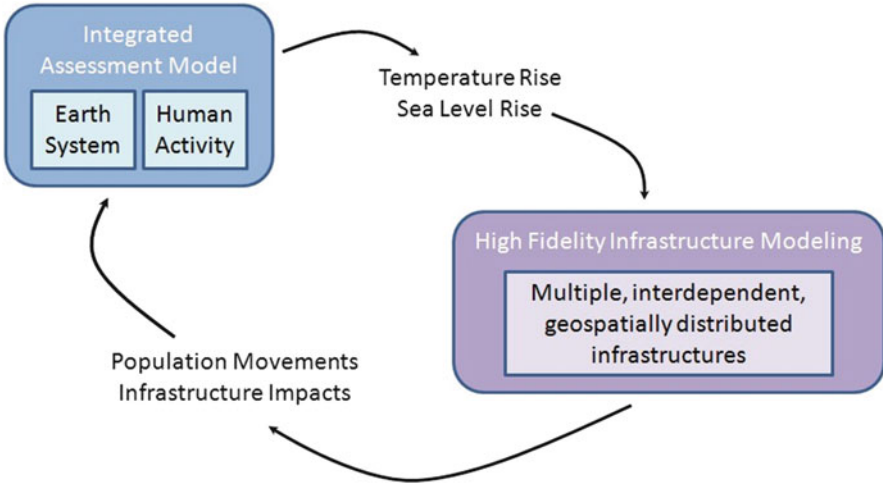 Integrated
Assessment Model
Earth
System
Human
Activity
Temperature Rise
Sea Level Rise
High Fidelity Infrastructure Modeling
Multiple, interdependent,
geospatially distributed
infrastructures
Population Movements
Infrastructure Impacts